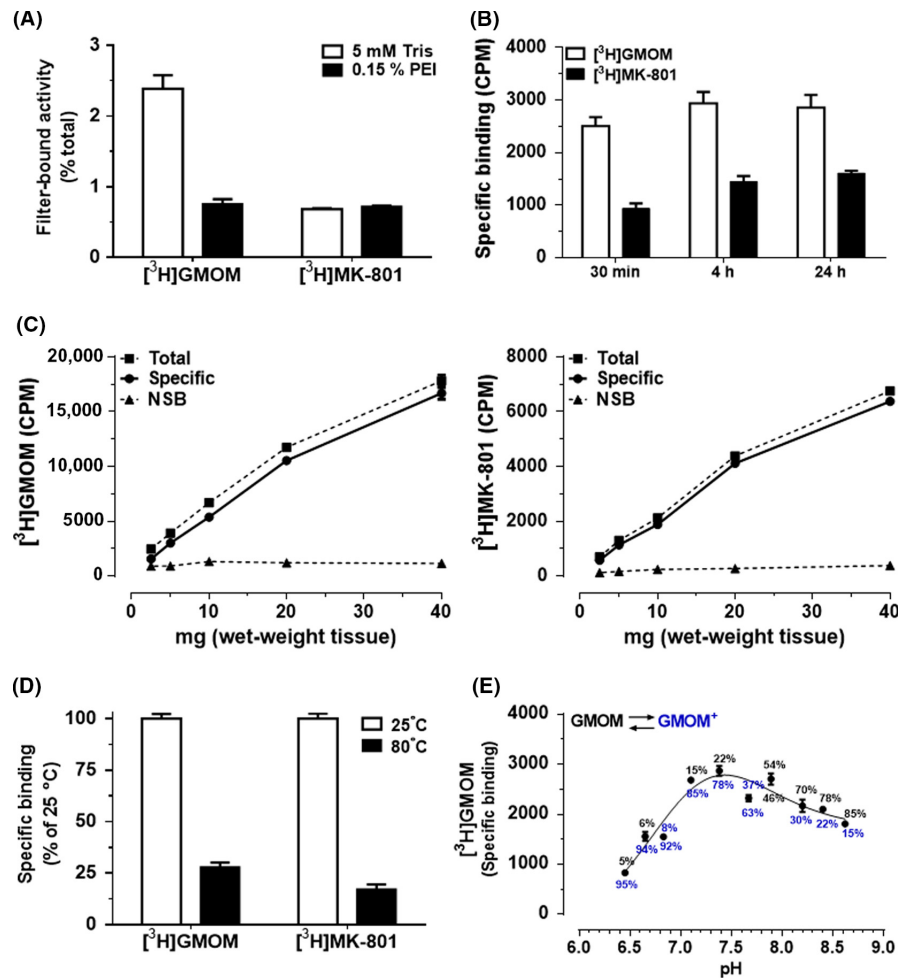 (A)
Filter-bound activity
(% total)
3
2
1
0
5 mM Tris
0.15 % PEI
[³H]GMOM
[³H]MK-801
(B)
Specific binding (CPM)
4000
3000
2000
1000
0
[³H]GMOM
[³H]MK-801
30 min
4 h
24 h
(C)
[³H]GMOM (CPM)
20,000
15,000
10,000
5000
0
Total
Specific
NSB
0
10
20
30
40
mg (wet-weight tissue)
[³H]MK-801 (CPM)
8000
6000
4000
2000
0
Total
Specific
NSB
0
10
20
30
40
mg (wet-weight tissue)
(D)
Specific binding
(% of 25 °C)
100
75
50
25
0
25°C
80°C
[³H]GMOM
[³H]MK-801
(E)
[³H]GMOM
(Specific binding)
4000
3000
2000
1000
0
GMOM ⇌ GMOM⁺
5%
95%
6%
94%
8%
92%
15%
85%
22%
78%
37%
63%
54%
46%
70%
30%
78%
22%
85%
15%
6.0
6.5
7.0
7.5
8.0
8.5
9.0
pH